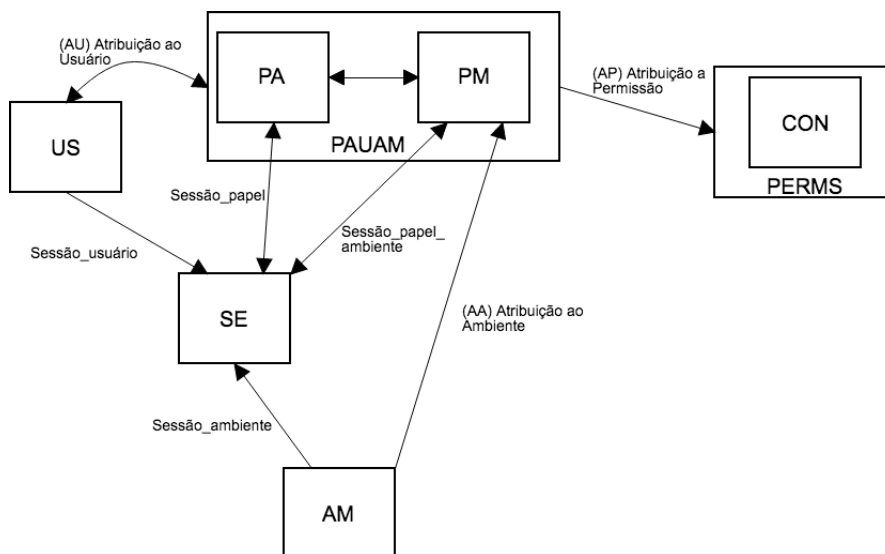 (AU) Atribuição ao
Usuário
PA
PM
(AP) Atribuição a
Permissão
US
PAUAM
CON
PERMS
Sessão_papel
Sessão_papel_
ambiente
Sessão_usuário
SE
(AA) Atribuição ao
Ambiente
Sessão_ambiente
AM